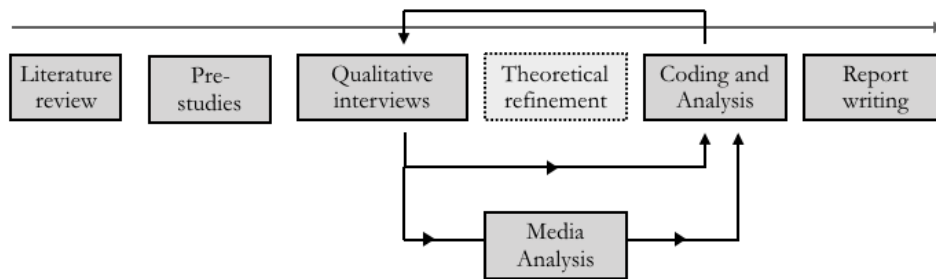 Literature
review
Pre-
studies
Qualitative
interviews
Theoretical
refinement
Coding and
Analysis
Report
writing
Media
Analysis